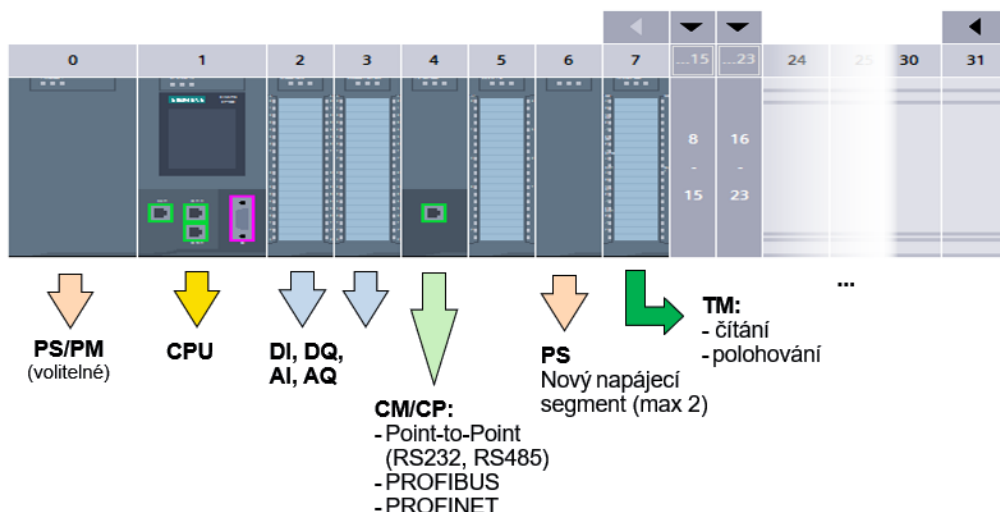 0 1 2 3 4 5 6 7 ...15 ...23 24 25 30 31
8 16
- -
15 23
SIEMENS
...
PS/PM
(volitelné)
CPU
DI, DQ,
AI, AQ
CM/CP:
- Point-to-Point
(RS232, RS485)
- PROFIBUS
- PROFINET
PS
Nový napájecí
segment (max 2)
TM:
- čítání
- polohování